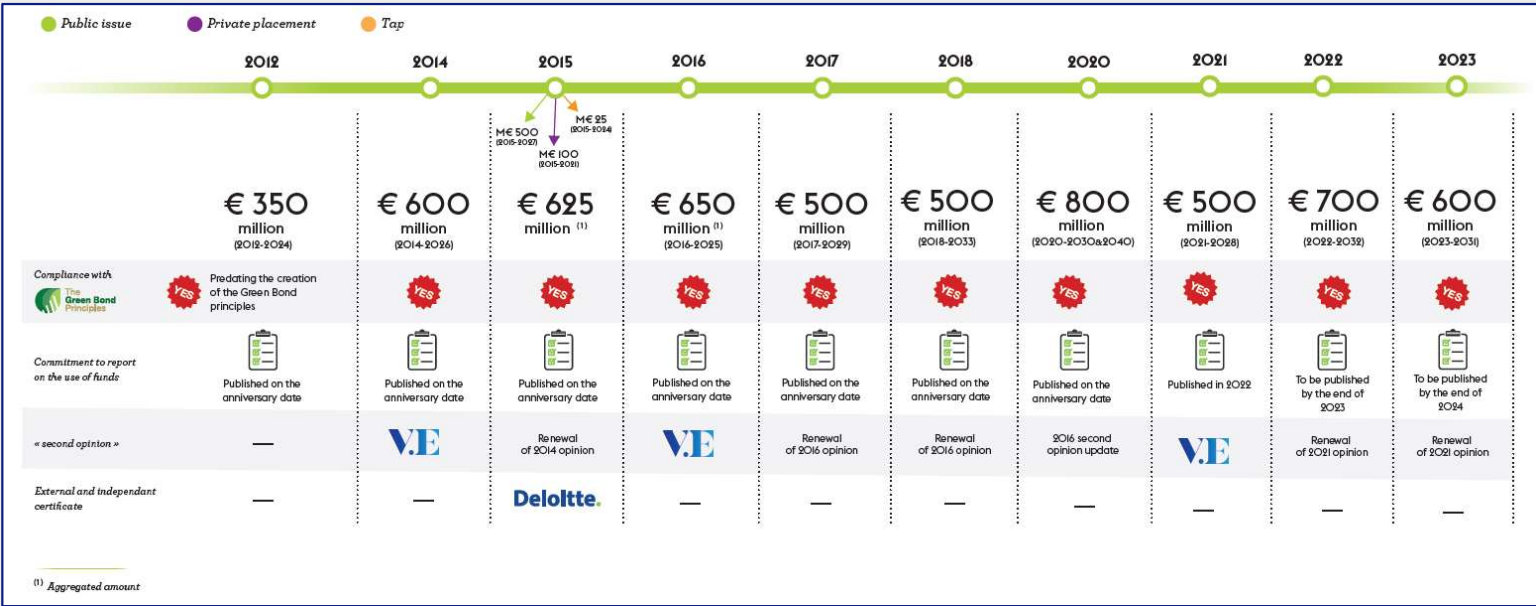 Public issue
Private placement
Tap
2012
2014
2015
2016
2017
2018
2020
2021
2022
2023
M€ 500
(2015-2027)
M€ 100
(2015-2021)
M€ 25
(2015-2024)
€ 350
million
(2012-2024)
€ 600
million
(2014-2026)
€ 625
million (1)
€ 650
million (1)
(2016-2025)
€ 500
million
(2017-2029)
€ 500
million
(2018-2033)
€ 800
million
(2020-2030&2040)
€ 500
million
(2021-2028)
€ 700
million
(2022-2032)
€ 600
million
(2023-2031)
Compliance with
The
Green Bond
Principles
YES
Predating the creation
of the Green Bond
principles
YES
YES
YES
YES
YES
YES
YES
YES
YES
Commitment to report
on the use of funds
Published on the
anniversary date
Published on the
anniversary date
Published on the
anniversary date
Published on the
anniversary date
Published on the
anniversary date
Published on the
anniversary date
Published on the
anniversary date
Published in 2022
To be published
by the end of
2023
To be published
by the end of
2024
« second opinion »
—
V.E
Renewal
of 2014 opinion
V.E
Renewal
of 2016 opinion
Renewal
of 2016 opinion
2016 second
opinion update
V.E
Renewal
of 2021 opinion
Renewal
of 2021 opinion
External and independant
certificate
—
—
Deloitte.
—
—
—
—
—
—
—
(1) Aggregated amount